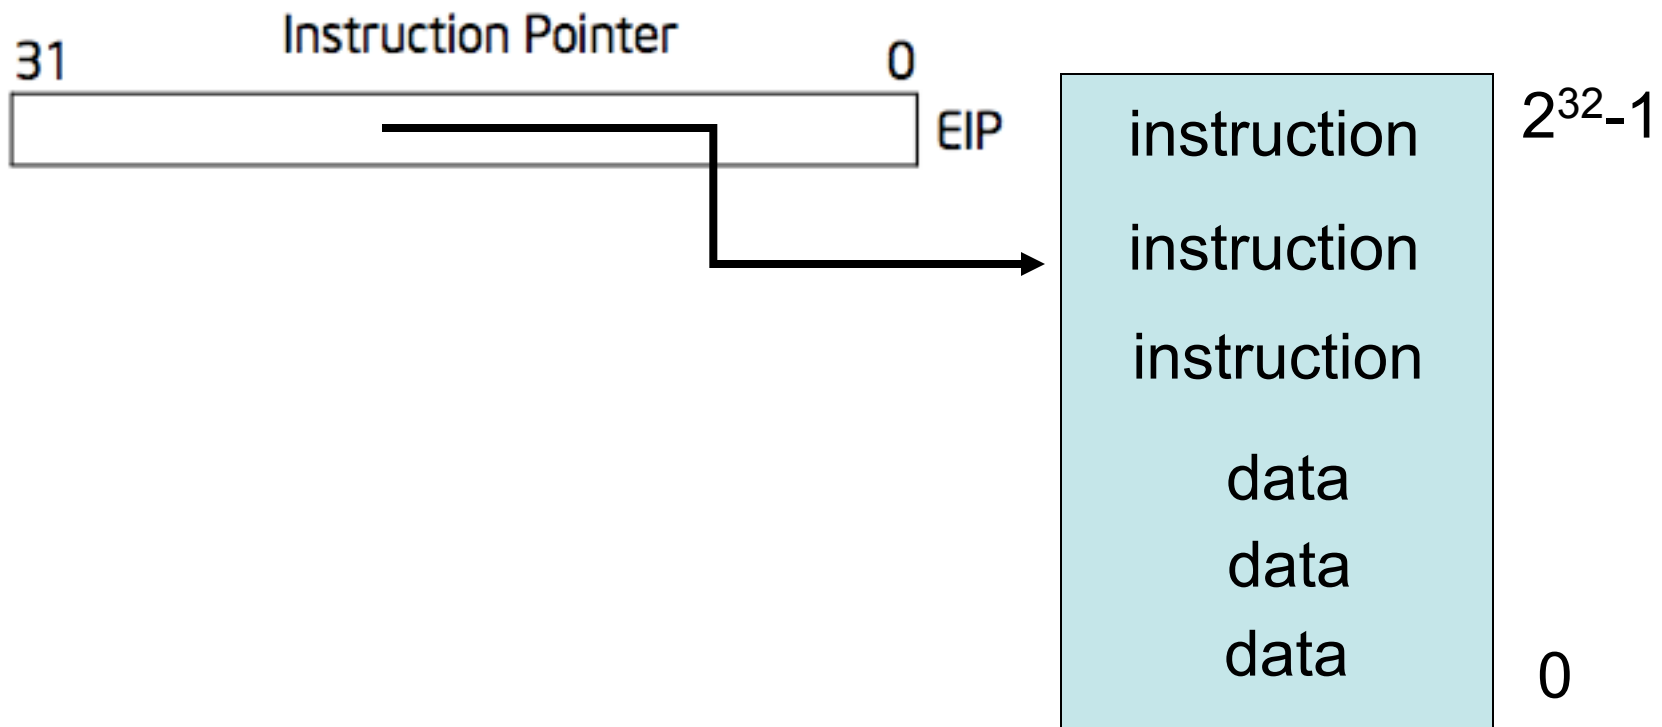 Instruction Pointer
31 0
EIP
instruction 2³²-1
instruction
instruction
data
data
data
0